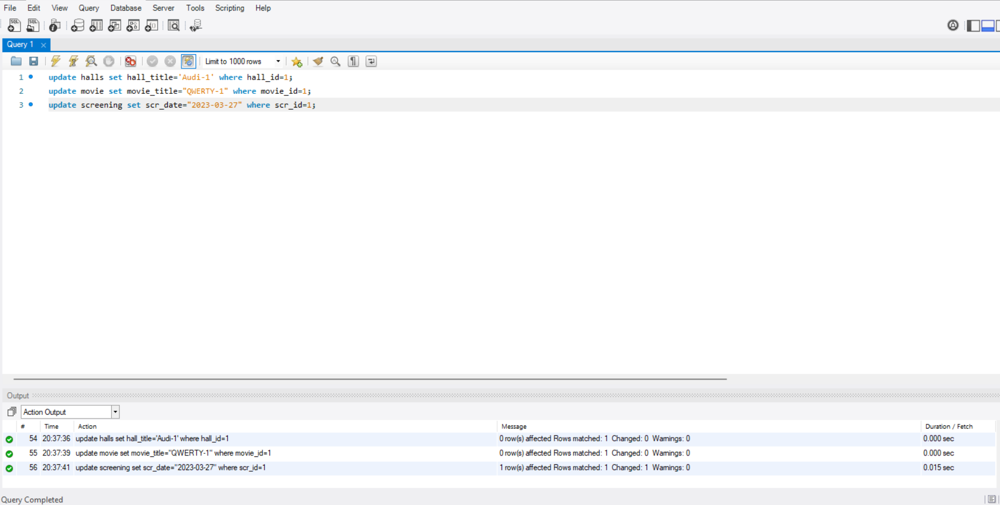 File Edit View Query Database Server Tools Scripting Help
SQL SQL
Query 1
Limit to 1000 rows
1 update halls set hall_title='Audi-1' where hall_id=1;
2 update movie set movie_title="QWERTY-1" where movie_id=1;
3 update screening set scr_date="2023-03-27" where scr_id=1;
Output
Action Output
# Time Action Message Duration / Fetch
54 20:37:36 update halls set hall_title='Audi-1' where hall_id=1 0 row(s) affected Rows matched: 1 Changed: 0 Warnings: 0 0.000 sec
55 20:37:39 update movie set movie_title="QWERTY-1" where movie_id=1 0 row(s) affected Rows matched: 1 Changed: 0 Warnings: 0 0.000 sec
56 20:37:41 update screening set scr_date="2023-03-27" where scr_id=1 1 row(s) affected Rows matched: 1 Changed: 1 Warnings: 0 0.015 sec
Query Completed